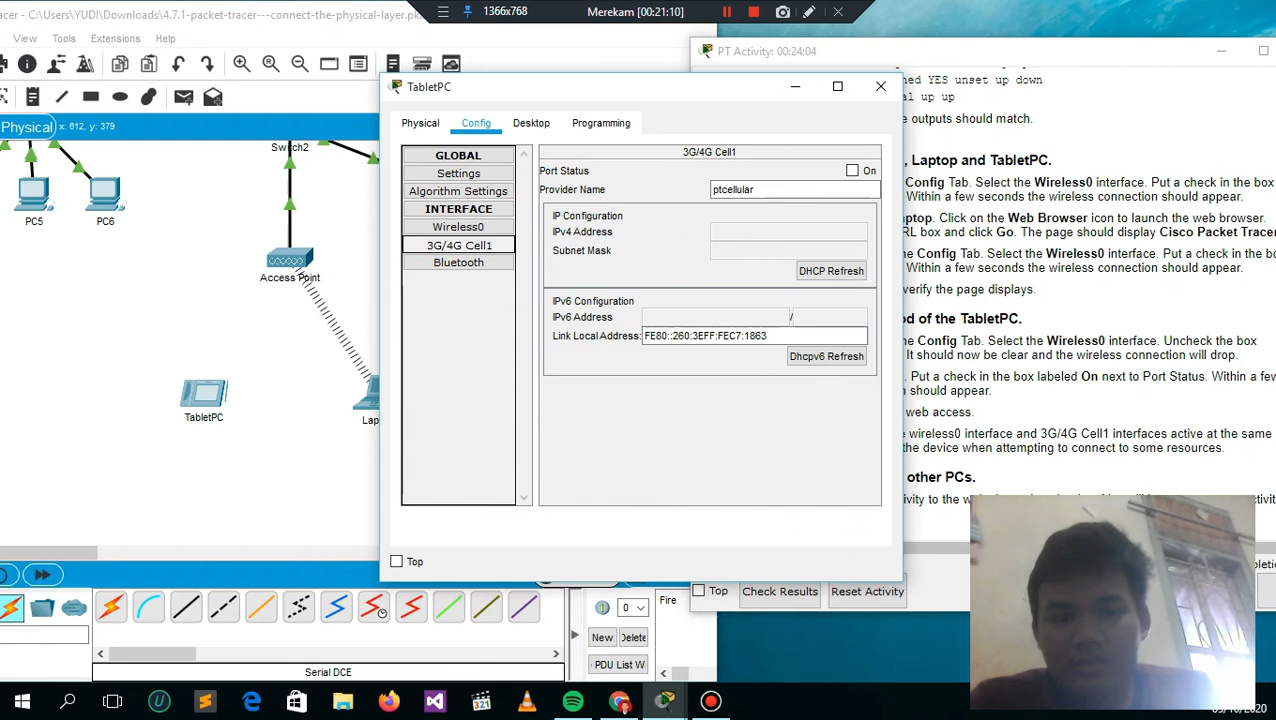 acer - C:\Users\YUDI\Downloads\4.7.1-packet-tracer---connect-the-physical-layer.pk
1366x768
Merekam [00:21:10]
View Tools Extensions Help
PT Activity: 00:24:04
Physical x: 612, y: 379
Switch2
PC5
PC6
Access Point
TabletPC
Lap
TabletPC
Physical Config Desktop Programming
GLOBAL
Settings
Algorithm Settings
INTERFACE
Wireless0
3G/4G Cell1
Bluetooth
3G/4G Cell1
Port Status On
Provider Name ptcellular
IP Configuration
IPv4 Address
Subnet Mask
DHCP Refresh
IPv6 Configuration
IPv6 Address /
Link Local Address: FE80::260:3EFF:FEC7:1863
Dhcpv6 Refresh
Top
ned YES unset up down
al up up
e outputs should match.
, Laptop and TabletPC.
Config Tab. Select the Wireless0 interface. Put a check in the box
Within a few seconds the wireless connection should appear.
aptop. Click on the Web Browser icon to launch the web browser.
RL box and click Go. The page should display Cisco Packet Tracer
he Config Tab. Select the Wireless0 interface. Put a check in the box
Within a few seconds the wireless connection should appear.
verify the page displays.
od of the TabletPC.
he Config Tab. Select the Wireless0 interface. Uncheck the box
It should now be clear and the wireless connection will drop.
. Put a check in the box labeled On next to Port Status. Within a few
n should appear.
web access.
e wireless0 interface and 3G/4G Cell1 interfaces active at the same
the device when attempting to connect to some resources.
other PCs.
Top Check Results Reset Activity
0
Fire
New Delete
PDU List W
Serial DCE
321
2020